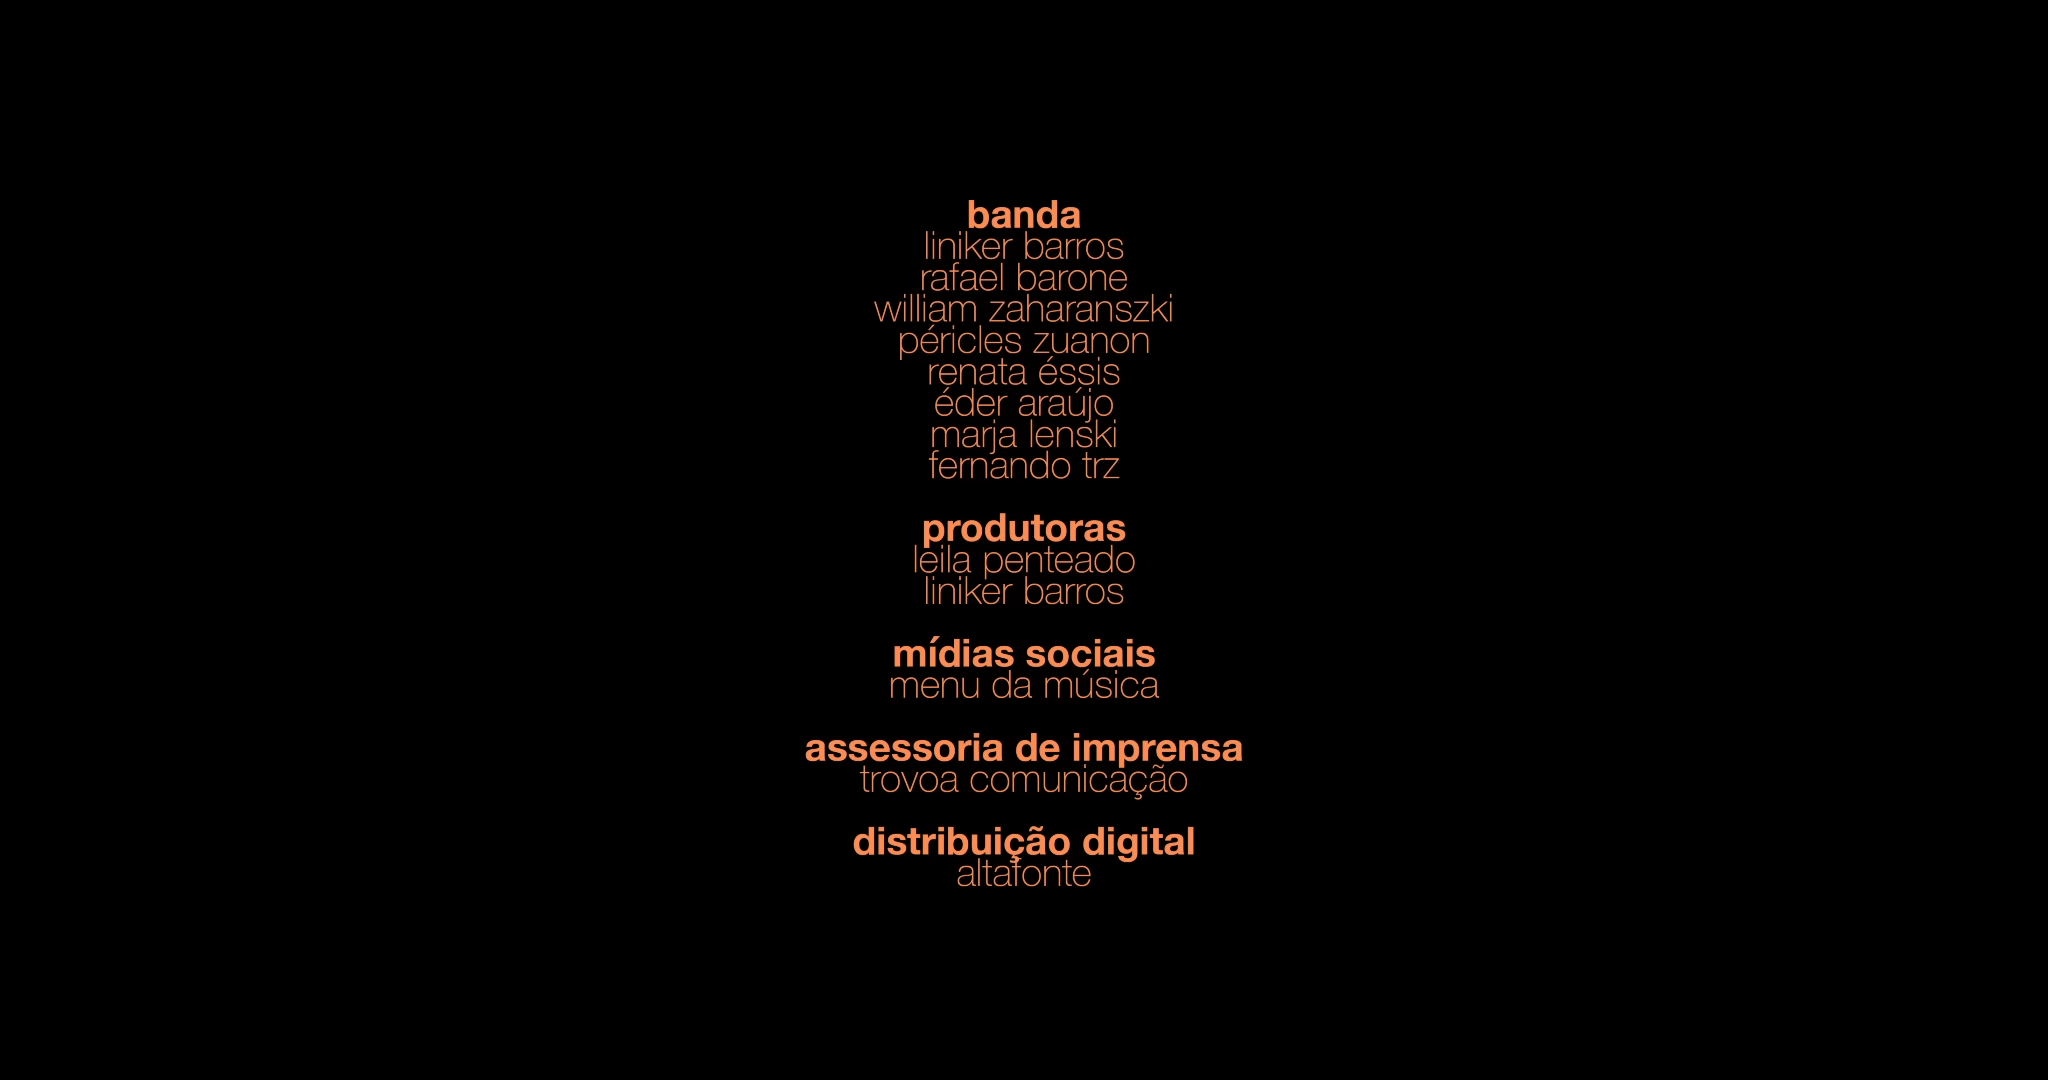 banda
liniker barros
rafael barone
william zaharanszki
péricles zuanon
renata éssis
éder araújo
marja lenski
fernando trz
produtoras
leila penteado
liniker barros
mídias sociais
menu da música
assessoria de imprensa
trovoa comunicação
distribuição digital
altafonte